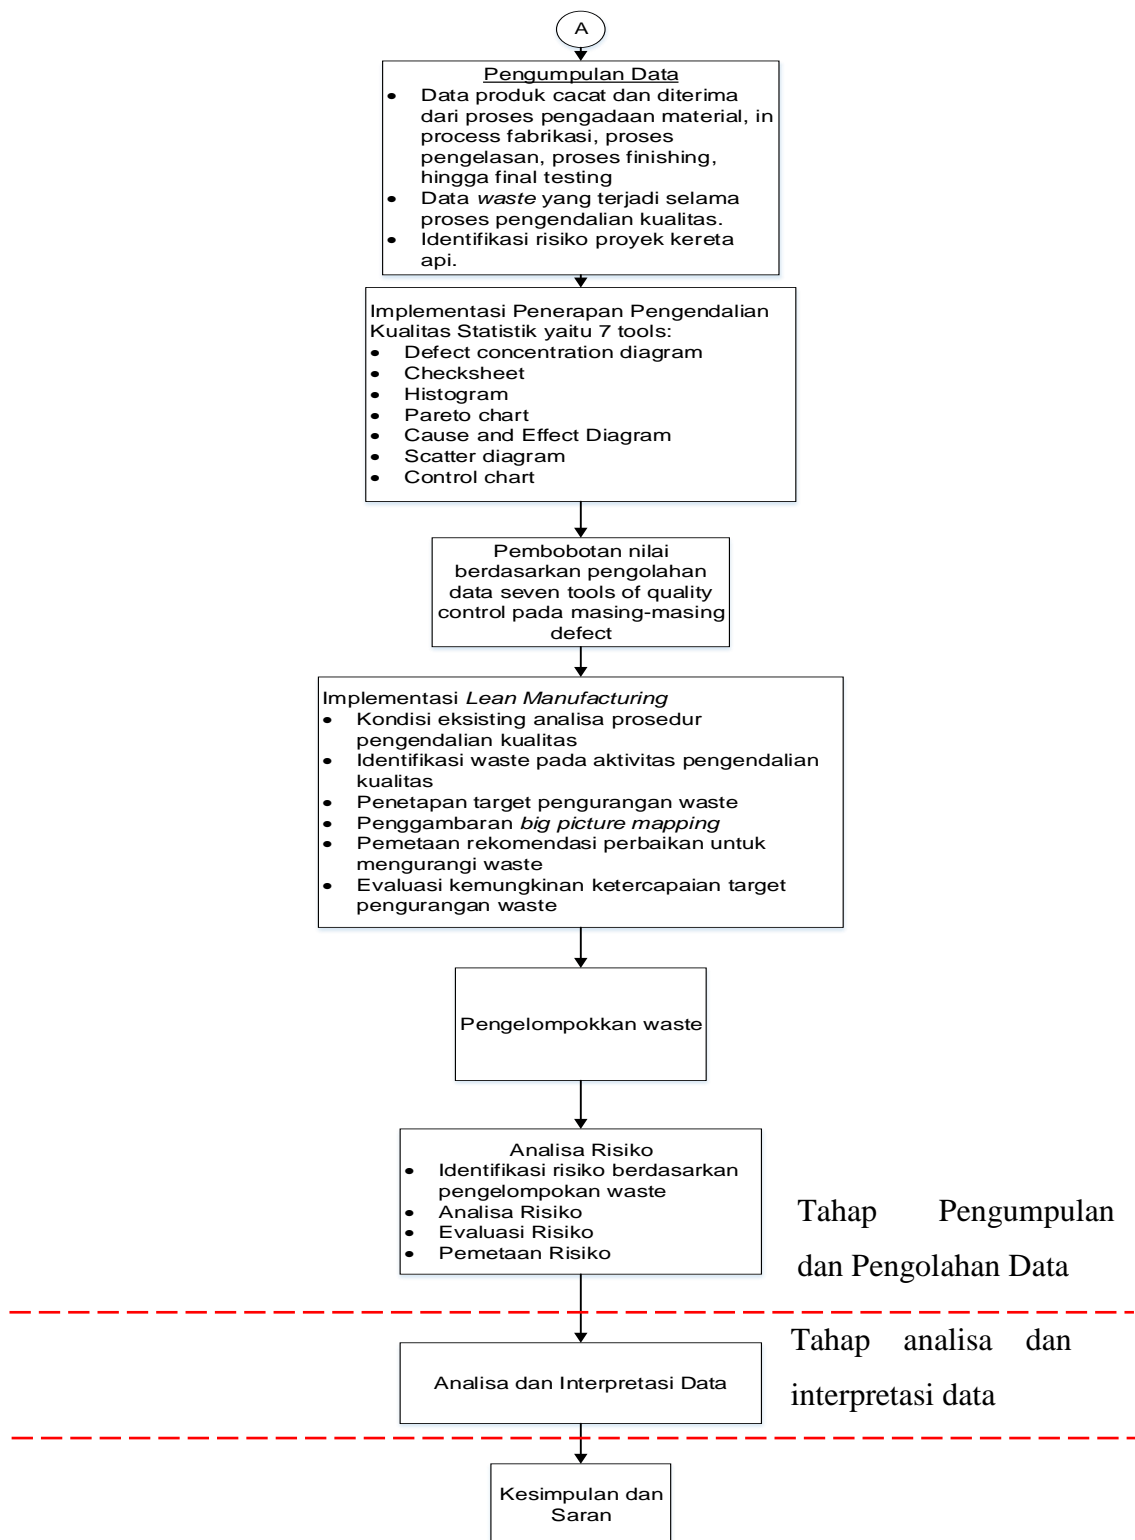 A
Pengumpulan Data
• Data produk cacat dan diterima
dari proses pengadaan material, in
process fabrikasi, proses
pengelasan, proses finishing,
hingga final testing
• Data waste yang terjadi selama
proses pengendalian kualitas.
• Identifikasi risiko proyek kereta
api.
Implementasi Penerapan Pengendalian
Kualitas Statistik yaitu 7 tools:
• Defect concentration diagram
• Checksheet
• Histogram
• Pareto chart
• Cause and Effect Diagram
• Scatter diagram
• Control chart
Pembobotan nilai
berdasarkan pengolahan
data seven tools of quality
control pada masing-masing
defect
Implementasi Lean Manufacturing
• Kondisi eksisting analisa prosedur
pengendalian kualitas
• Identifikasi waste pada aktivitas pengendalian
kualitas
• Penetapan target pengurangan waste
• Penggambaran big picture mapping
• Pemetaan rekomendasi perbaikan untuk
mengurangi waste
• Evaluasi kemungkinan ketercapaian target
pengurangan waste
Pengelompokkan waste
Analisa Risiko
• Identifikasi risiko berdasarkan
pengelompokan waste
• Analisa Risiko
• Evaluasi Risiko
• Pemetaan Risiko
Tahap Pengumpulan
dan Pengolahan Data
Tahap analisa dan
interpretasi data
Analisa dan Interpretasi Data
Kesimpulan dan
Saran